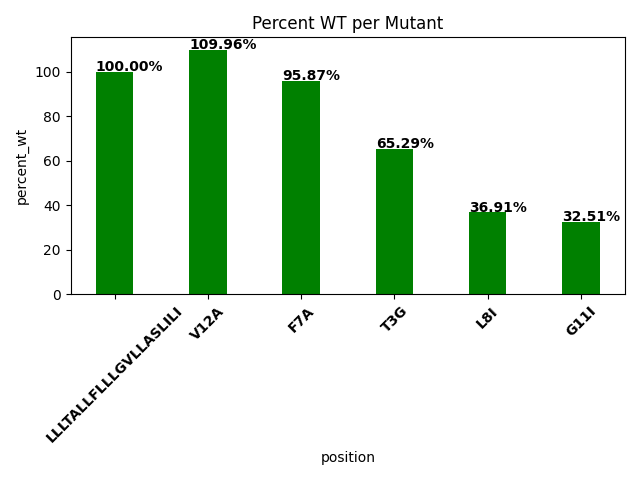 Percent WT per Mutant
percent_wt
100
80
60
40
20
0
100.00%
109.96%
95.87%
65.29%
36.91%
32.51%
LLLTALLFLLLGVLLASLILI
V12A
F7A
T3G
L8I
G11I
position